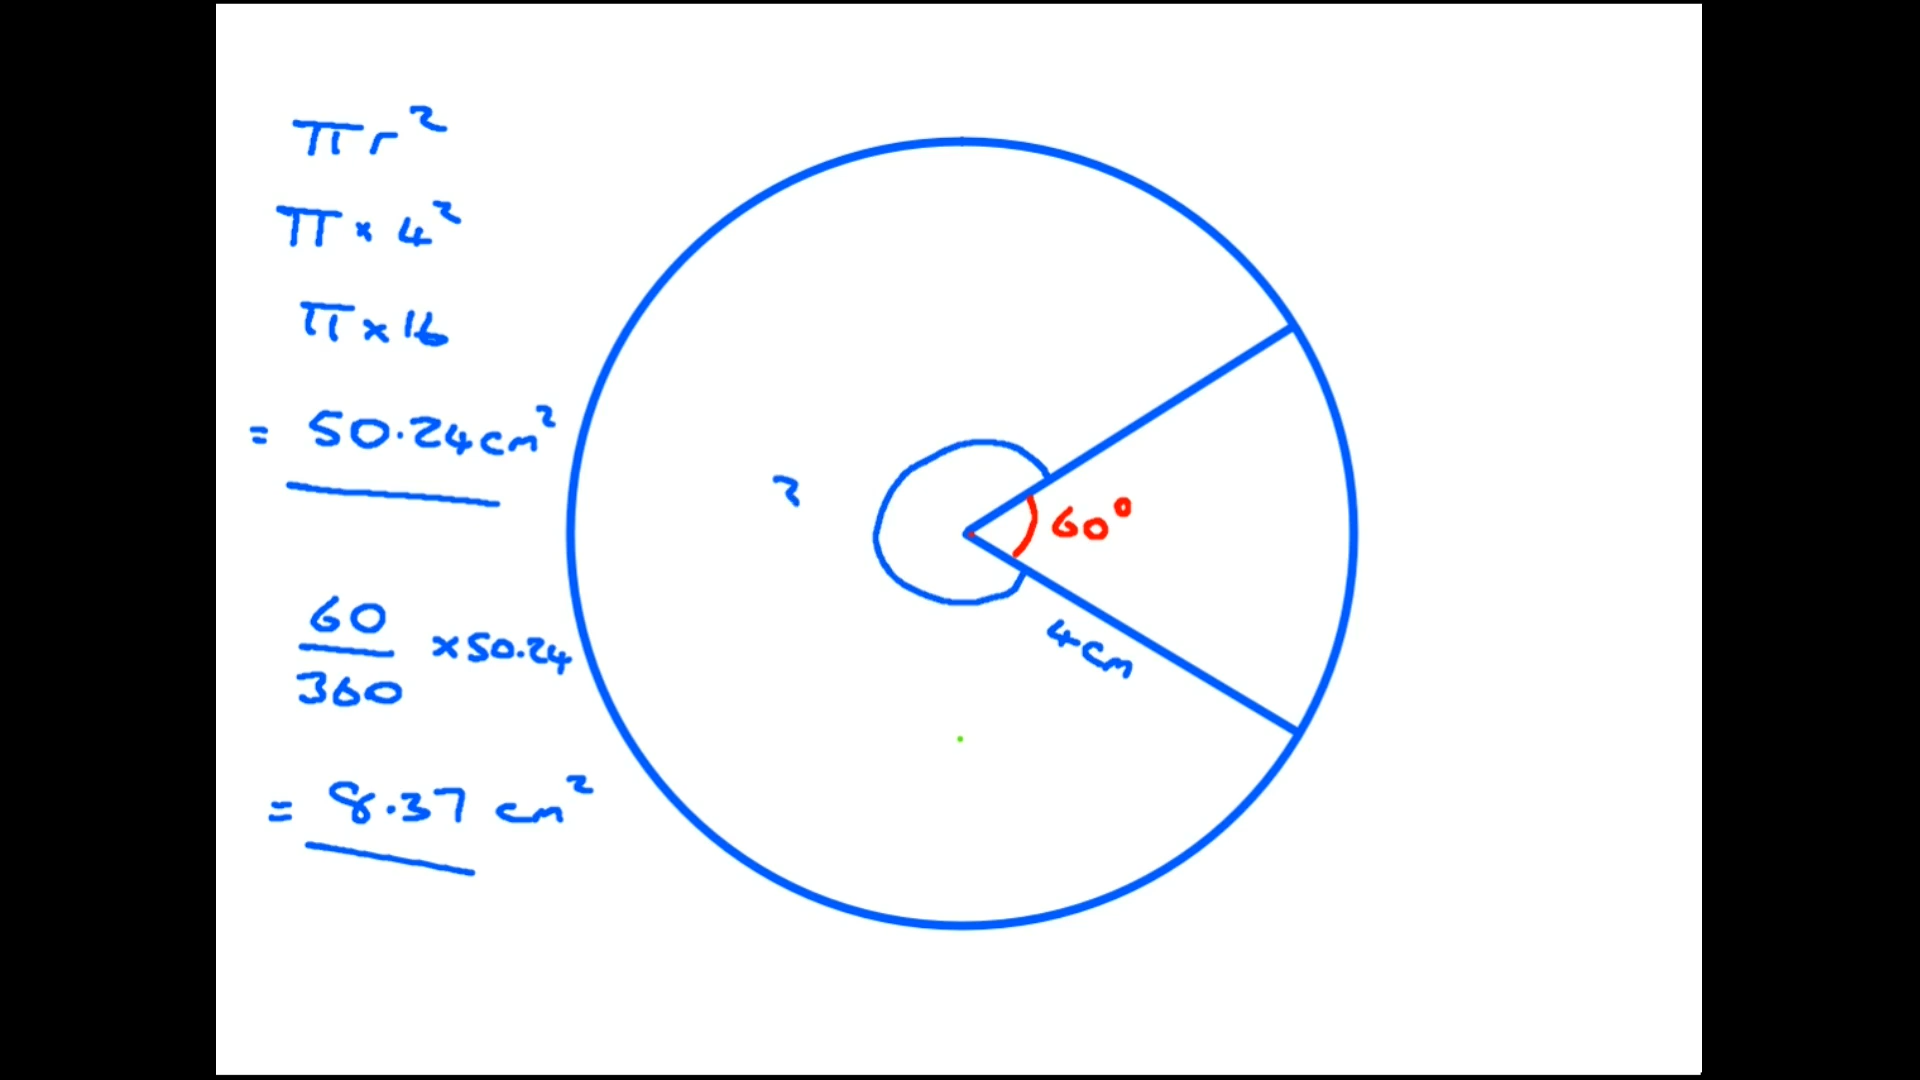 πr²
π × 4²
π × 16
= 50.24cm²
60°
4cm
60/360 × 50.24
= 8.37 cm²